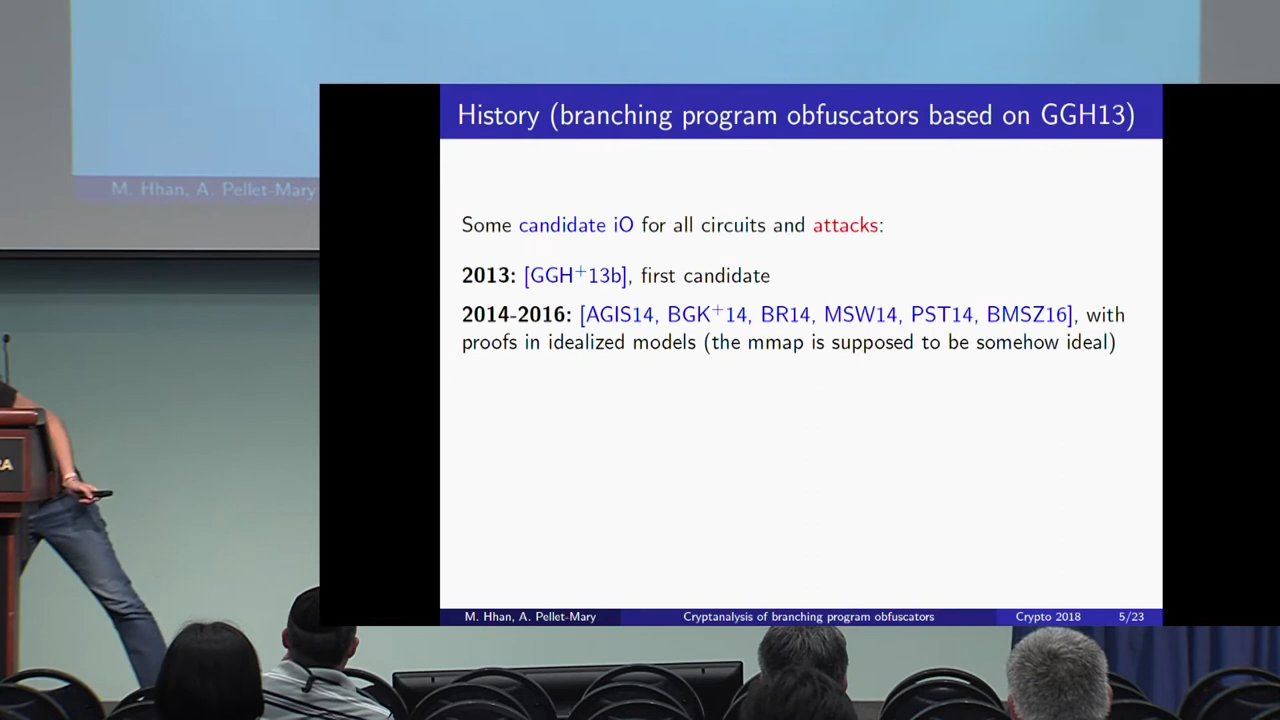 History (branching program obfuscators based on GGH13)
Some candidate iO for all circuits and attacks:
2013: [GGH+13b], first candidate
2014-2016: [AGIS14, BGK+14, BR14, MSW14, PST14, BMSZ16], with
proofs in idealized models (the mmap is supposed to be somehow ideal)
M. Hhan, A. Pellet-Mary
M. Hhan, A. Pellet-Mary Cryptanalysis of branching program obfuscators Crypto 2018 5/23